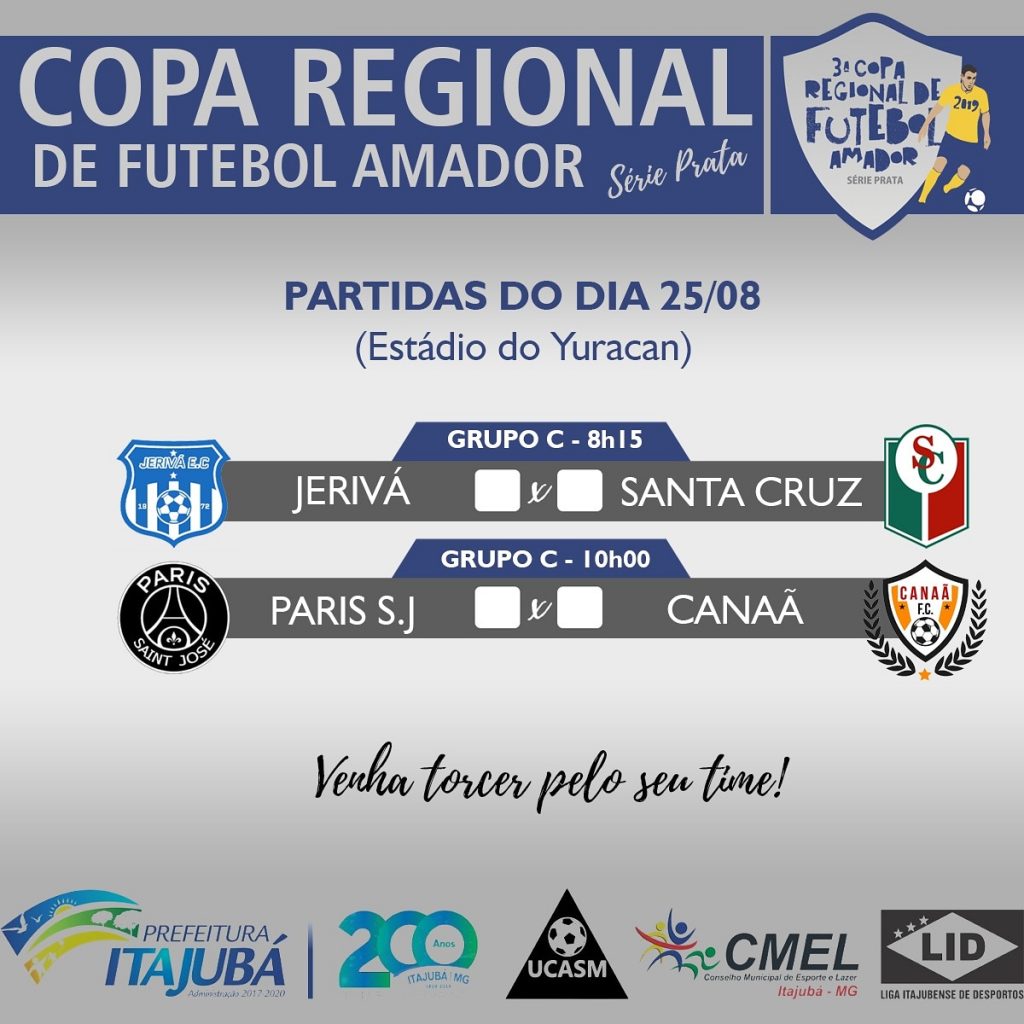 COPA REGIONAL
DE FUTEBOL AMADOR Série Prata
3ª COPA
REGIONAL DE
FUTEBOL
AMADOR
SÉRIE PRATA
2019
PARTIDAS DO DIA 25/08
(Estádio do Yuracan)
GRUPO C - 8h15
JERIVÁ E.C
19 72
JERIVÁ x SANTA CRUZ
SC
GRUPO C - 10h00
PARIS
SAINT JOSÉ
PARIS S.J x CANAÃ
CANAÃ
F.C.
Venha torcer pelo seu time!
PREFEITURA
ITAJUBÁ
Administração 2017-2020
200 Anos
ITAJUBÁ | MG
UCASM
CMEL
Conselho Municipal de Esporte e Lazer
Itajubá - MG
LID
LIGA ITAJUBENSE DE DESPORTOS